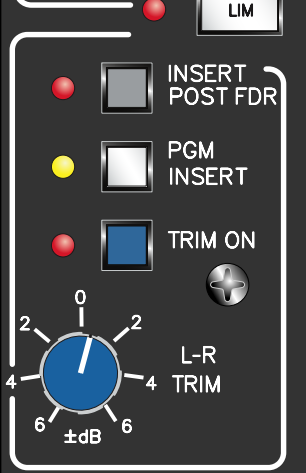 LIM
INSERT
POST FDR
PGM
INSERT
TRIM ON
0
2 2
L-R
4 4 TRIM
6 6
±dB